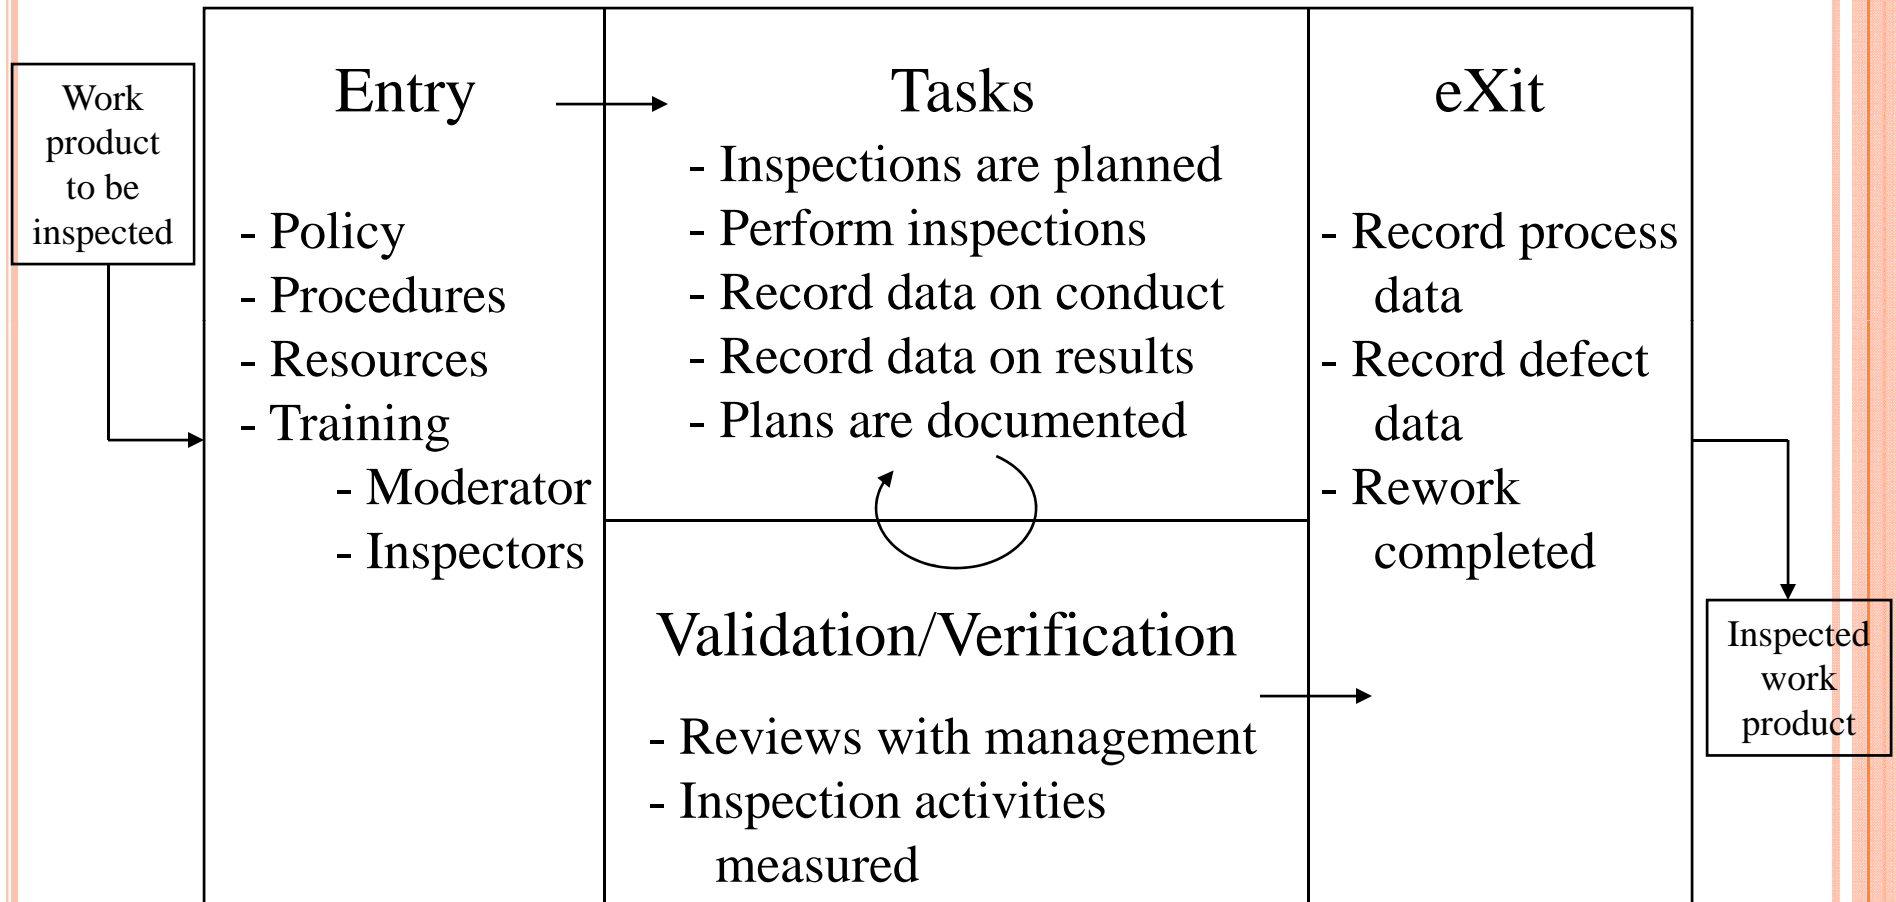 Work
product
to be
inspected
Entry
- Policy
- Procedures
- Resources
- Training
- Moderator
- Inspectors
Tasks
- Inspections are planned
- Perform inspections
- Record data on conduct
- Record data on results
- Plans are documented
Validation/Verification
- Reviews with management
- Inspection activities
measured
eXit
- Record process
data
- Record defect
data
- Rework
completed
Inspected
work
product